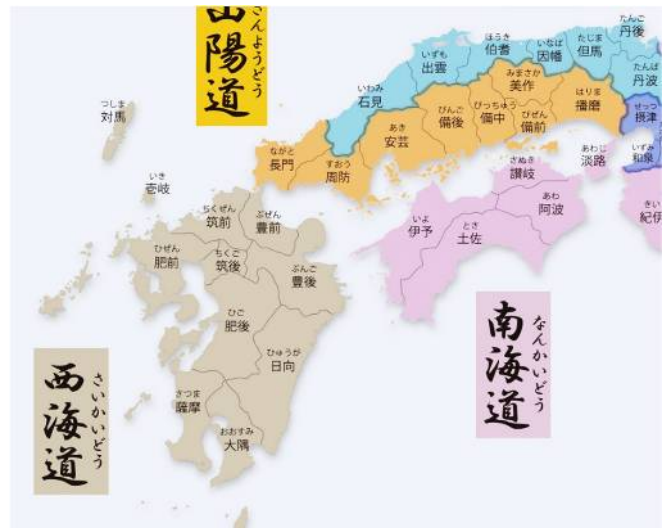 山陽道
さんようどう
たんご
丹後
ほうき
伯耆
いなば
因幡
たじま
但馬
いずも
出雲
たんば
丹波
いわみ
石見
みまさか
美作
はりま
播磨
せっつ
摂津
つしま
対馬
びんご
備後
びっちゅう
備中
びぜん
備前
あき
安芸
いずみ
和泉
ながと
長門
すおう
周防
さぬき
讃岐
あわじ
淡路
いき
壱岐
ちくぜん
筑前
ぶぜん
豊前
いよ
伊予
とさ
土佐
あわ
阿波
きい
紀伊
ひぜん
肥前
ちくご
筑後
ぶんご
豊後
ひご
肥後
ひゅうが
日向
さつま
薩摩
おおすみ
大隅
南海道
なんかいどう
西海道
さいかいどう